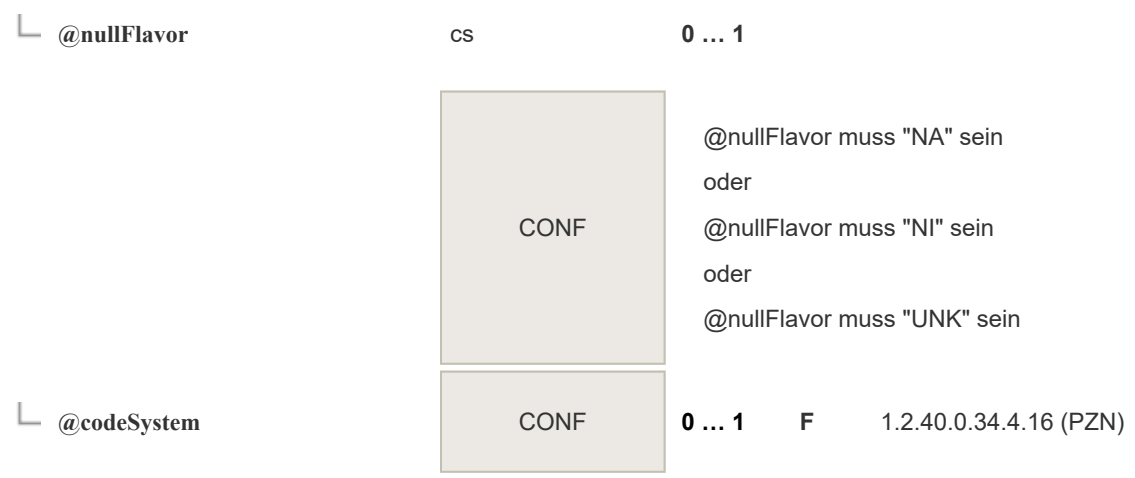 @nullFlavor cs 0 … 1
@nullFlavor muss "NA" sein
oder
CONF @nullFlavor muss "NI" sein
oder
@nullFlavor muss "UNK" sein
@codeSystem CONF 0 … 1 F 1.2.40.0.34.4.16 (PZN)